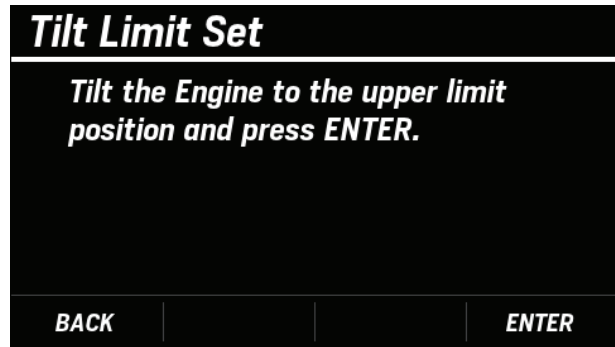 Tilt Limit Set
Tilt the Engine to the upper limit
position and press ENTER.
BACK
ENTER